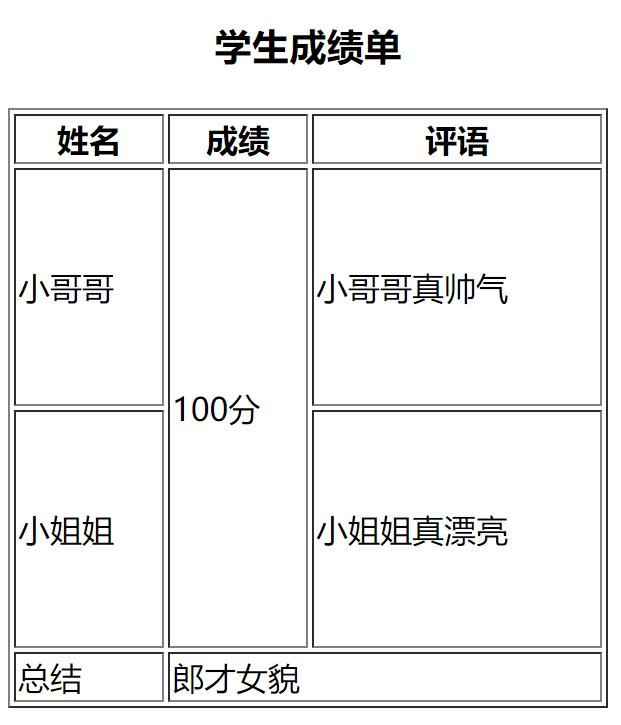 学生成绩单
姓名 成绩 评语
小哥哥 100分 小哥哥真帅气
小姐姐 小姐姐真漂亮
总结 郎才女貌